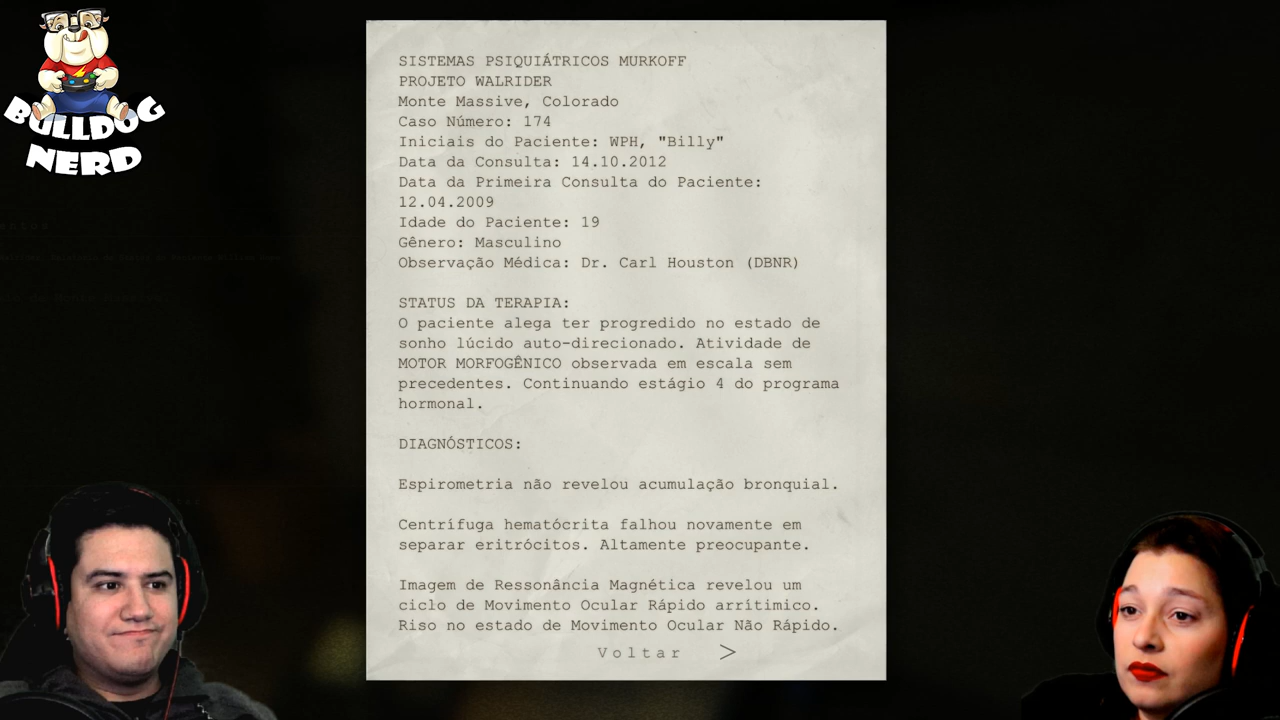 BULLDOG
NERD
SISTEMAS PSIQUIÁTRICOS MURKOFF
PROJETO WALRIDER
Monte Massive, Colorado
Caso Número: 174
Iniciais do Paciente: WPH, "Billy"
Data da Consulta: 14.10.2012
Data da Primeira Consulta do Paciente:
12.04.2009
Idade do Paciente: 19
Gênero: Masculino
Observação Médica: Dr. Carl Houston (DBNR)
STATUS DA TERAPIA:
O paciente alega ter progredido no estado de
sonho lúcido auto-direcionado. Atividade de
MOTOR MORFOGÊNICO observada em escala sem
precedentes. Continuando estágio 4 do programa
hormonal.
DIAGNÓSTICOS:
Espirometria não revelou acumulação bronquial.
Centrífuga hematócrita falhou novamente em
separar eritrócitos. Altamente preocupante.
Imagem de Ressonância Magnética revelou um
ciclo de Movimento Ocular Rápido arrítimico.
Riso no estado de Movimento Ocular Não Rápido.
Voltar >